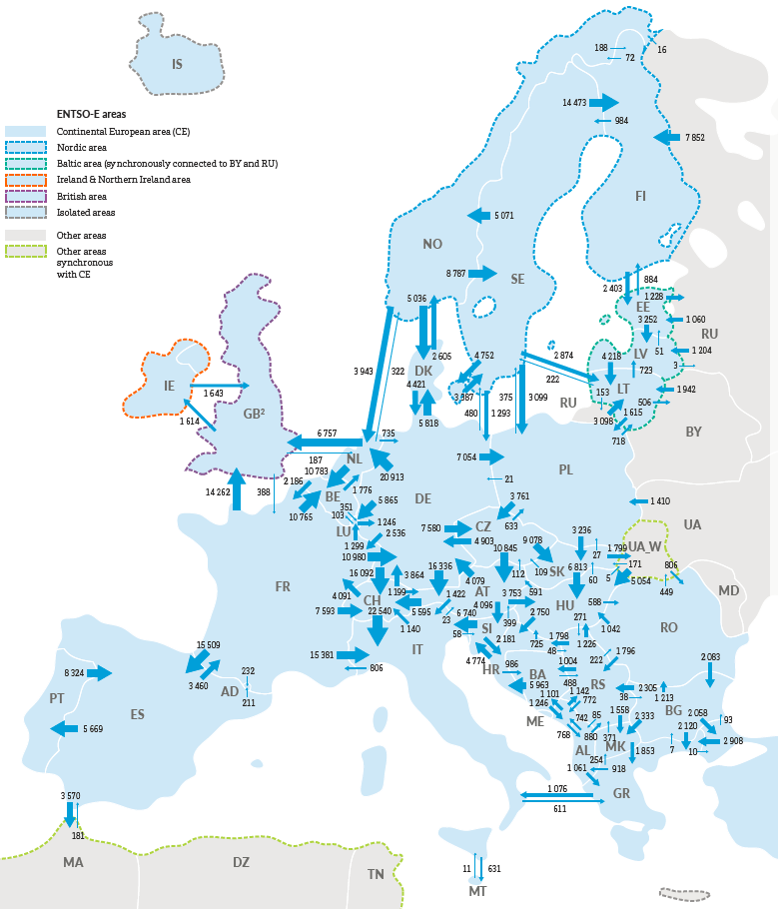 IS
ENTSO-E areas
Continental European area (CE)
Nordic area
Baltic area (synchronously connected to BY and RU)
Ireland & Northern Ireland area
British area
Isolated areas
Other areas
Other areas
synchronous
with CE
188
72
16
14 473
984
7 852
FI
5 071
NO
8 787
SE
5 036
2 605
2 403
884
1 228
EE
3 252
1 060
RU
51
1 204
LV
4 218
723
3
LT
153
1 942
506
3 098
1 615
718
RU
BY
3 943
322
DK
4 421
5 818
4 752
3 387
480
1 293
375
3 099
2 874
222
IE
1 643
1 614
GB²
6 757
735
187
NL
20 913
14 262
388
2 186
10 783
1 776
BE
10 765
5 865
351
103
1 246
LU
2 536
1 299
DE
7 054
21
PL
1 410
UA
7 580
CZ
4 903
3 761
633
10 980
16 092
3 864
16 336
4 091
1 199
CH
7 593
22 540
5 595
1 140
1 422
23
4 079
10 845
112
9 078
109
SK
AT
4 096
3 753
591
399
2 750
3 236
27
1 799
UA_W
171
6 813
60
5
5 054
806
449
MD
HU
588
271
1 042
RO
FR
15 381
806
IT
6 740
58
SI
2 181
4 774
HR
986
5 963
725
1 798
48
1 226
1 796
222
1004
488
BA
RS
1 101
1 142
1 246
772
ME
768
742
880
85
371
1 558
2 333
38
2 305
1 213
2 083
BG
2 058
93
2 120
2 908
7
10
MK
1 853
AL
254
918
1 061
GR
1 076
611
15 509
3 460
232
AD
211
8 324
PT
ES
5 669
3 570
181
MA
DZ
TN
11
631
MT